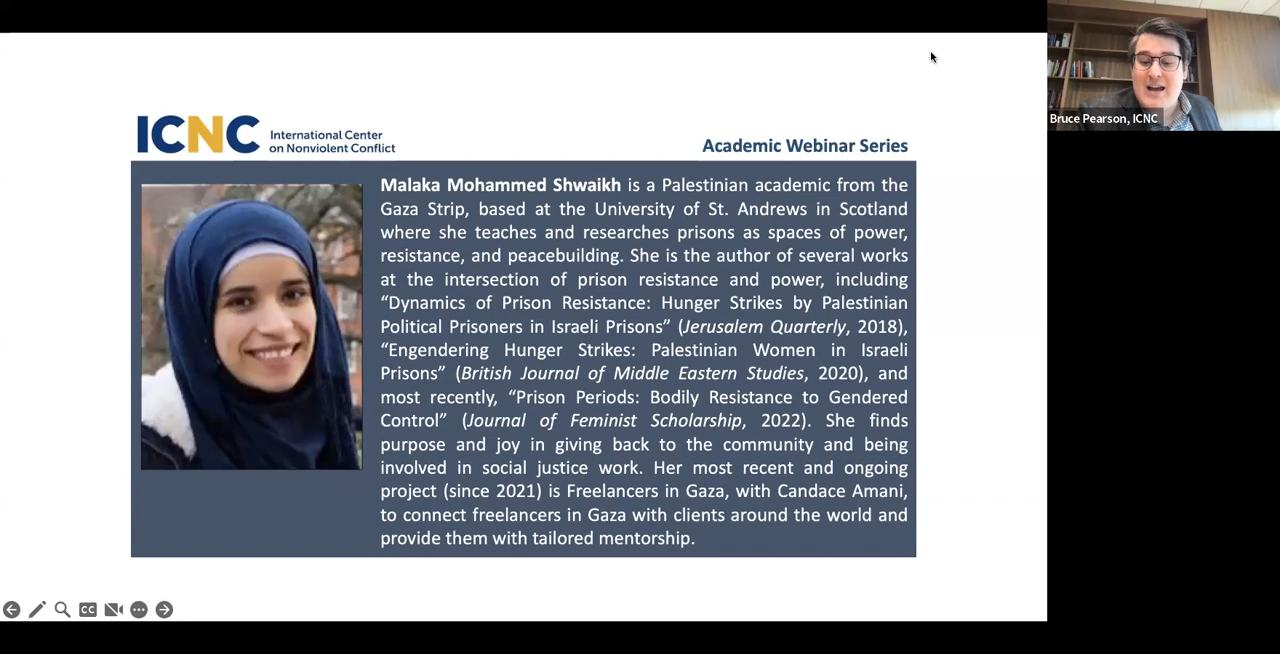 ICNC
International Center
on Nonviolent Conflict
Academic Webinar Series
Malaka Mohammed Shwaikh is a Palestinian academic from the
Gaza Strip, based at the University of St. Andrews in Scotland
where she teaches and researches prisons as spaces of power,
resistance, and peacebuilding. She is the author of several works
at the intersection of prison resistance and power, including
“Dynamics of Prison Resistance: Hunger Strikes by Palestinian
Political Prisoners in Israeli Prisons” (Jerusalem Quarterly, 2018),
“Engendering Hunger Strikes: Palestinian Women in Israeli
Prisons” (British Journal of Middle Eastern Studies, 2020), and
most recently, “Prison Periods: Bodily Resistance to Gendered
Control” (Journal of Feminist Scholarship, 2022). She finds
purpose and joy in giving back to the community and being
involved in social justice work. Her most recent and ongoing
project (since 2021) is Freelancers in Gaza, with Candace Amani,
to connect freelancers in Gaza with clients around the world and
provide them with tailored mentorship.
CC
Bruce Pearson, ICNC